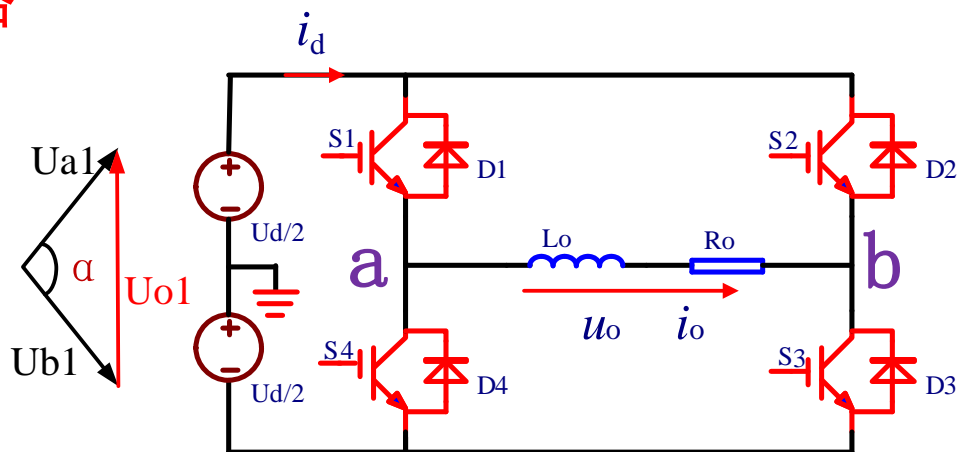 id
S1
D1
S2
D2
Ua1
Ud/2
α
Uo1
Ub1
a
Lo
Ro
b
uo
io
S4
D4
S3
D3
Ud/2